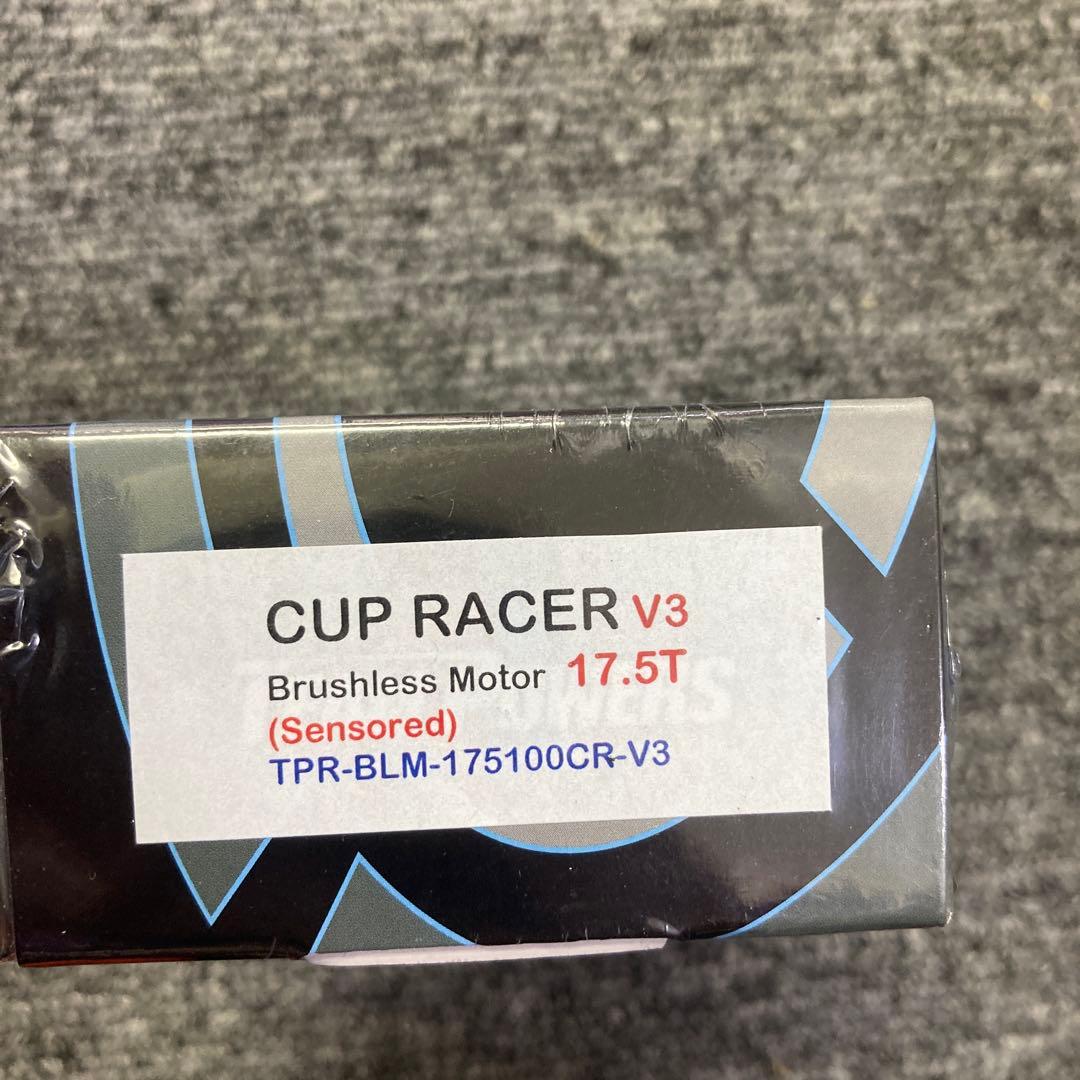 CUP RACER V3
Brushless Motor 17.5T
(Sensored)
TPR-BLM-175100CR-V3